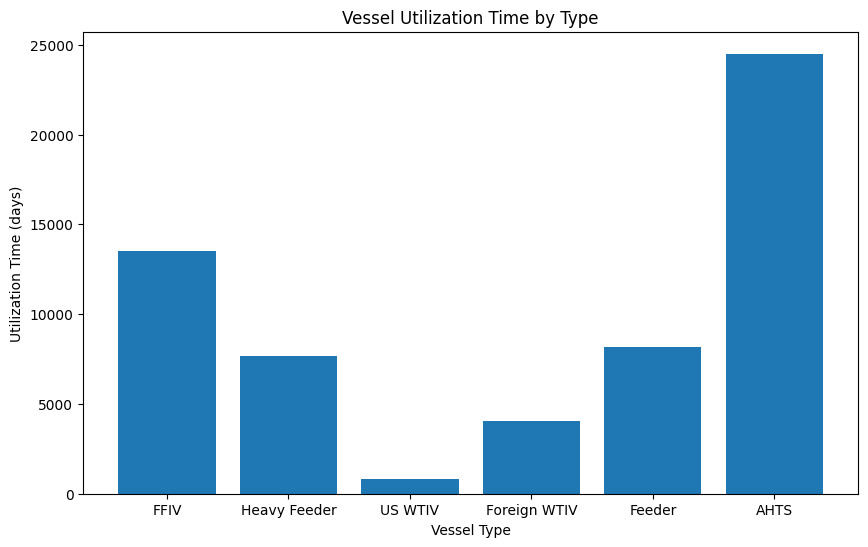 Vessel Utilization Time by Type
Utilization Time (days)
25000
20000
15000
10000
5000
0
FFIV Heavy Feeder US WTIV Foreign WTIV Feeder AHTS
Vessel Type